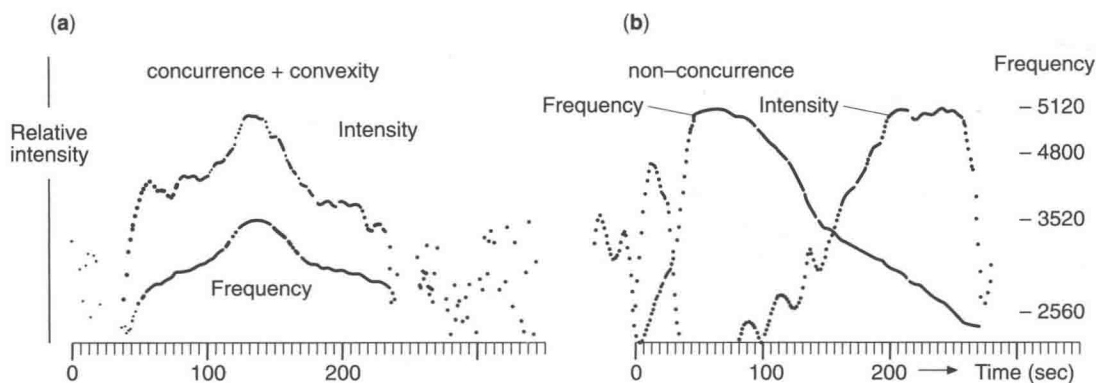 (a)
concurrence + convexity
Relative
intensity
Intensity
Frequency
0
100
200
(b)
non–concurrence
Frequency
Frequency
Intensity
– 5120
– 4800
– 3520
– 2560
0
100
200
Time (sec)